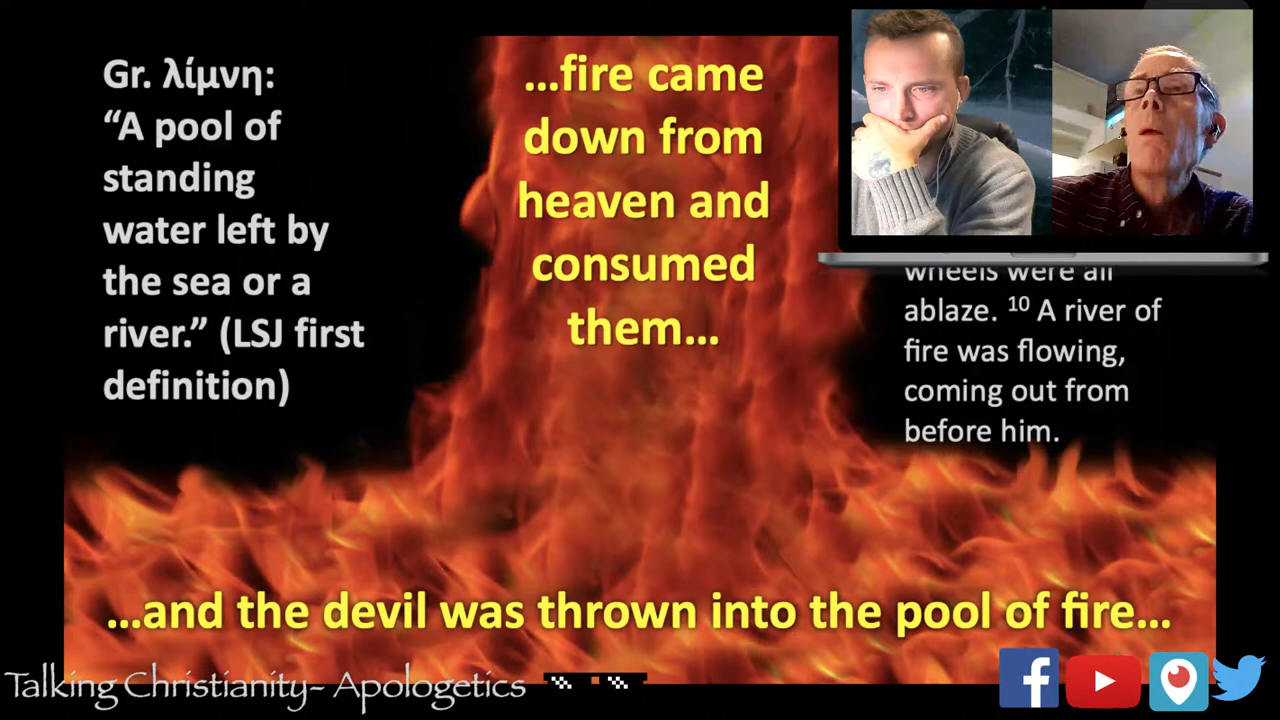 Gr. λίμνη:
“A pool of
standing
water left by
the sea or a
river.” (LSJ first
definition)
...fire came
down from
heaven and
consumed
them...
wheels were all
ablaze. ¹⁰ A river of
fire was flowing,
coming out from
before him.
...and the devil was thrown into the pool of fire...
Talking Christianity- Apologetics